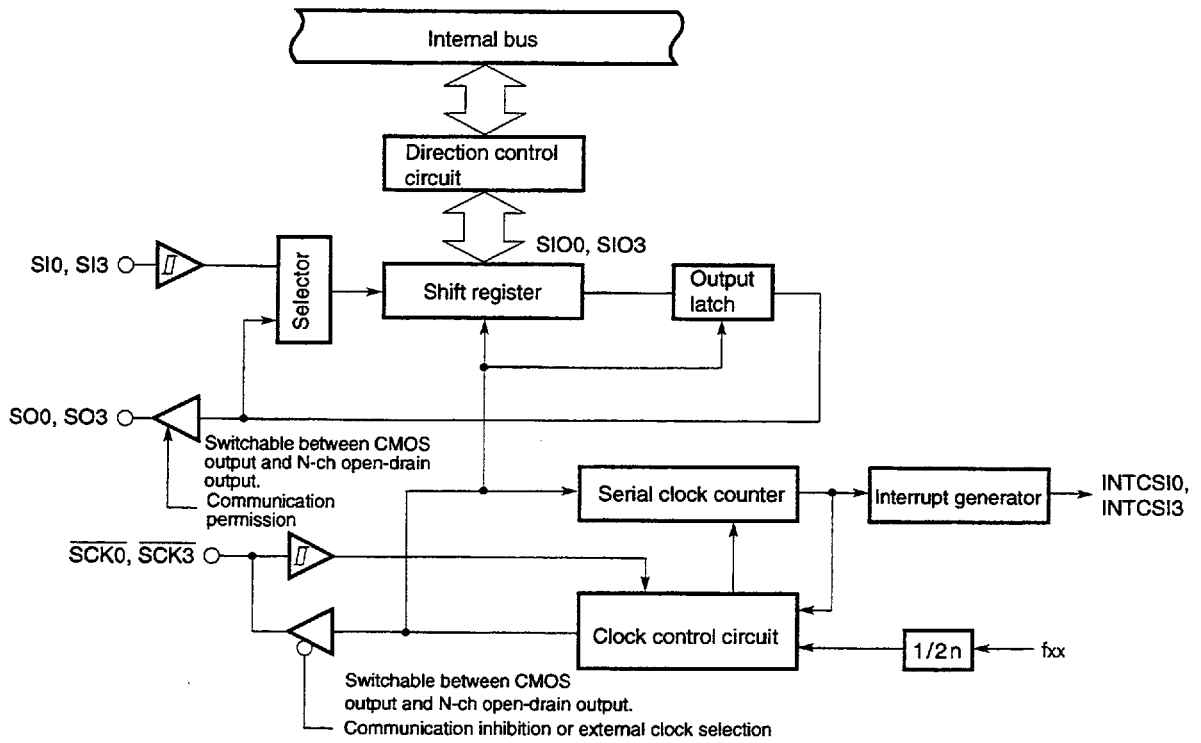 Internal bus
Direction control
circuit
SIO0, SIO3
SI0, SI3
Selector
Shift register
Output
latch
SO0, SO3
Switchable between CMOS
output and N-ch open-drain
output.
Communication
permission
Serial clock counter
Interrupt generator
INTCSI0,
INTCSI3
SCK0, SCK3
Clock control circuit
1/2n
fxx
Switchable between CMOS
output and N-ch open-drain output.
Communication inhibition or external clock selection